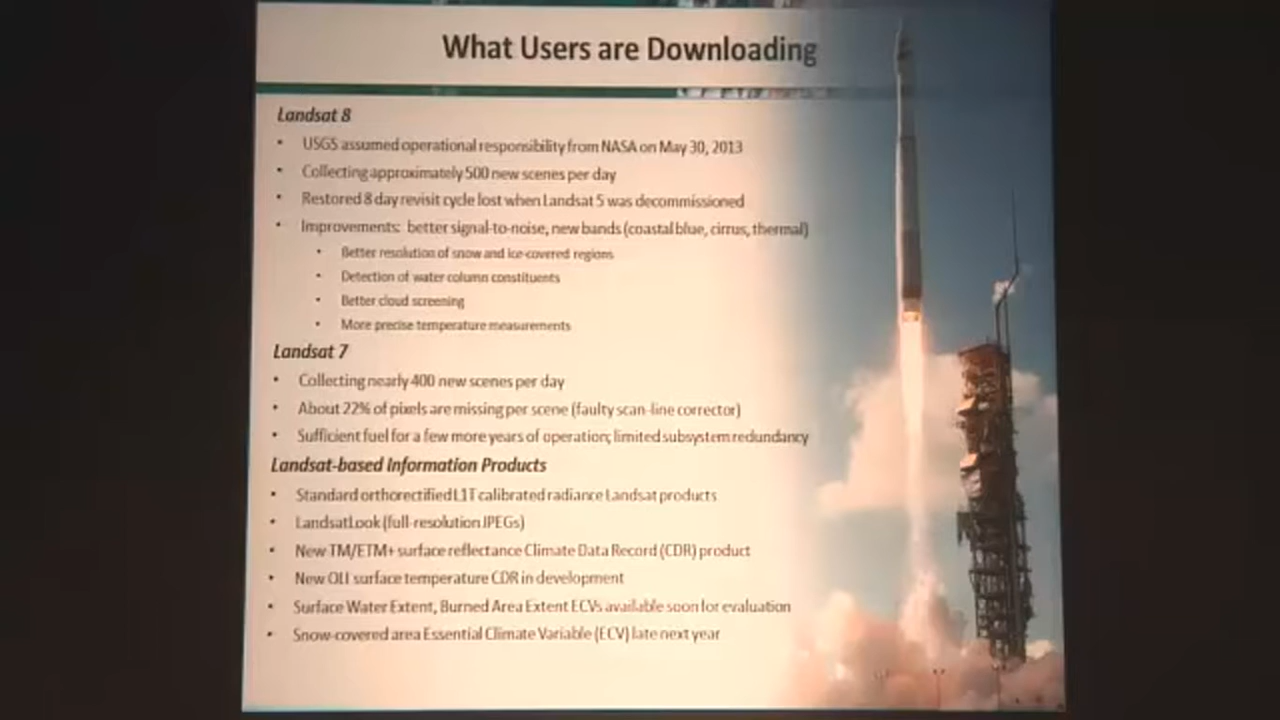 What Users are Downloading
Landsat 8
• USGS assumed operational responsibility from NASA on May 30, 2013
• Collecting approximately 500 new scenes per day
• Restored 8 day revisit cycle lost when Landsat 5 was decommissioned
• Improvements: better signal-to-noise, new bands (coastal blue, cirrus, thermal)
• Better resolution of snow and ice-covered regions
• Detection of water column constituents
• Better cloud screening
• More precise temperature measurements
Landsat 7
• Collecting nearly 400 new scenes per day
• About 22% of pixels are missing per scene (faulty scan-line corrector)
• Sufficient fuel for a few more years of operation; limited subsystem redundancy
Landsat-based Information Products
• Standard orthorectified L1T calibrated radiance Landsat products
• LandsatLook (full-resolution JPEGs)
• New TM/ETM+ surface reflectance Climate Data Record (CDR) product
• New OLI surface temperature CDR in development
• Surface Water Extent, Burned Area Extent ECVs available soon for evaluation
• Snow-covered area Essential Climate Variable (ECV) late next year